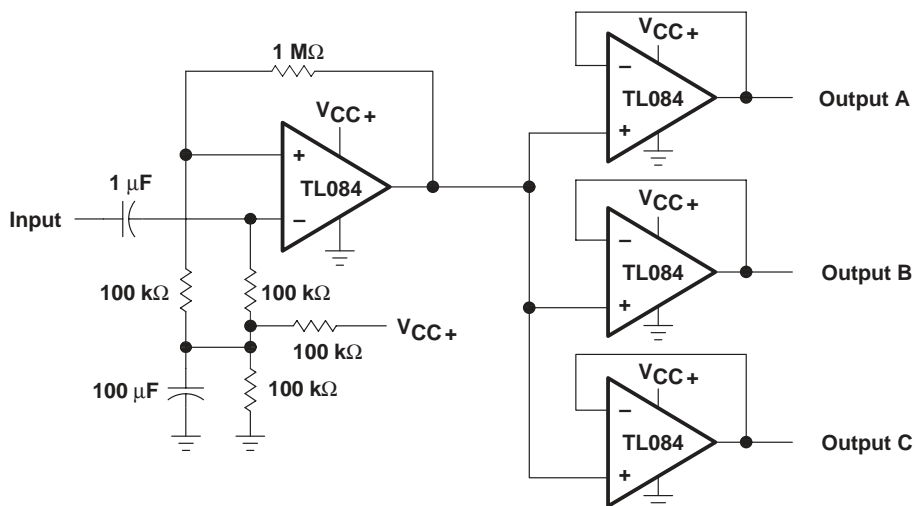 1 MΩ
VCC+
+
TL084
−
1 µF
Input
100 kΩ
100 kΩ
VCC+
100 kΩ
100 µF
100 kΩ
VCC+
−
TL084
+
Output A
VCC+
−
TL084
+
Output B
VCC+
−
TL084
+
Output C